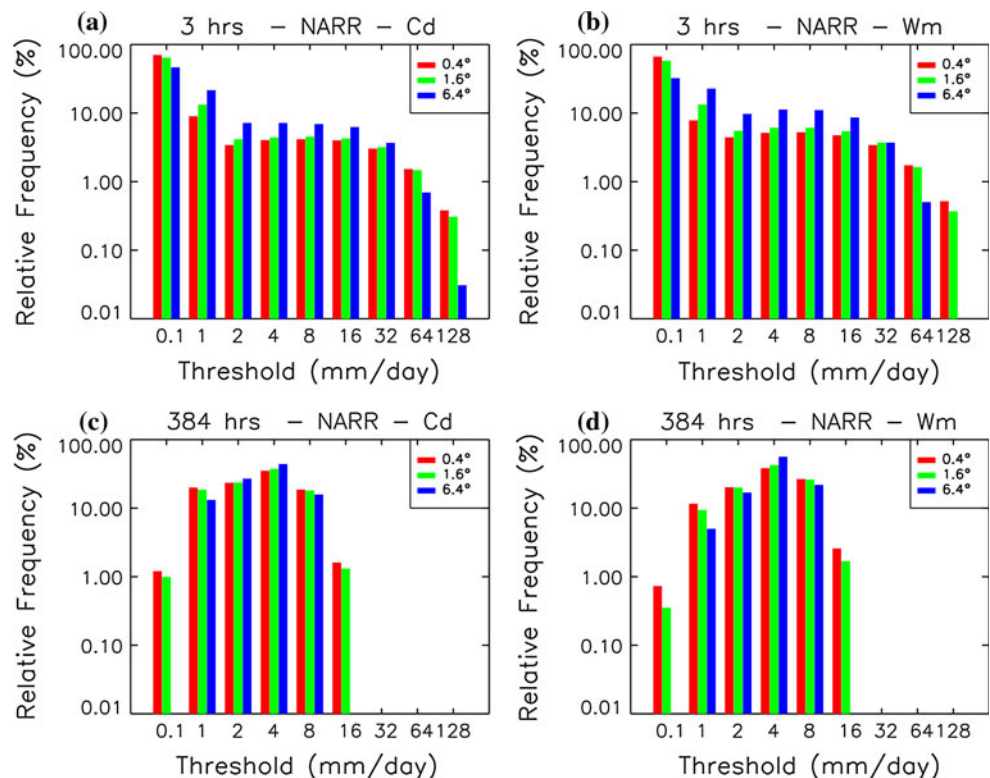 (a) 3 hrs – NARR – Cd
Relative Frequency (%)
100.00
10.00
1.00
0.10
0.01
0.4°
1.6°
6.4°
0.1 1 2 4 8 16 32 64 128
Threshold (mm/day)
(b) 3 hrs – NARR – Wm
Relative Frequency (%)
100.00
10.00
1.00
0.10
0.01
0.4°
1.6°
6.4°
0.1 1 2 4 8 16 32 64 128
Threshold (mm/day)
(c) 384 hrs – NARR – Cd
Relative Frequency (%)
100.00
10.00
1.00
0.10
0.01
0.4°
1.6°
6.4°
0.1 1 2 4 8 16 32 64 128
Threshold (mm/day)
(d) 384 hrs – NARR – Wm
Relative Frequency (%)
100.00
10.00
1.00
0.10
0.01
0.4°
1.6°
6.4°
0.1 1 2 4 8 16 32 64 128
Threshold (mm/day)